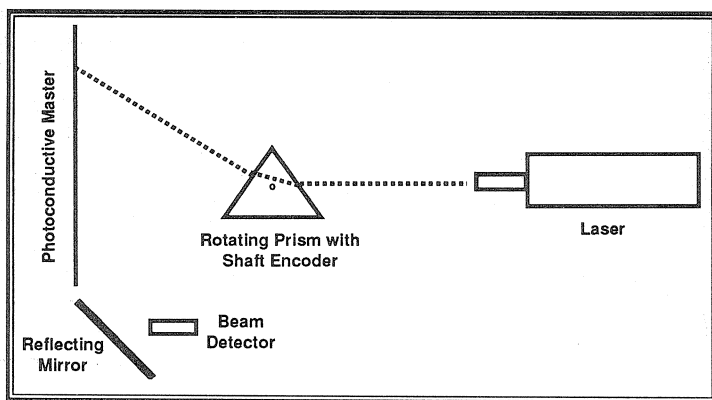 Photoconductive Master
Rotating Prism with
Shaft Encoder
Laser
Beam
Detector
Reflecting
Mirror